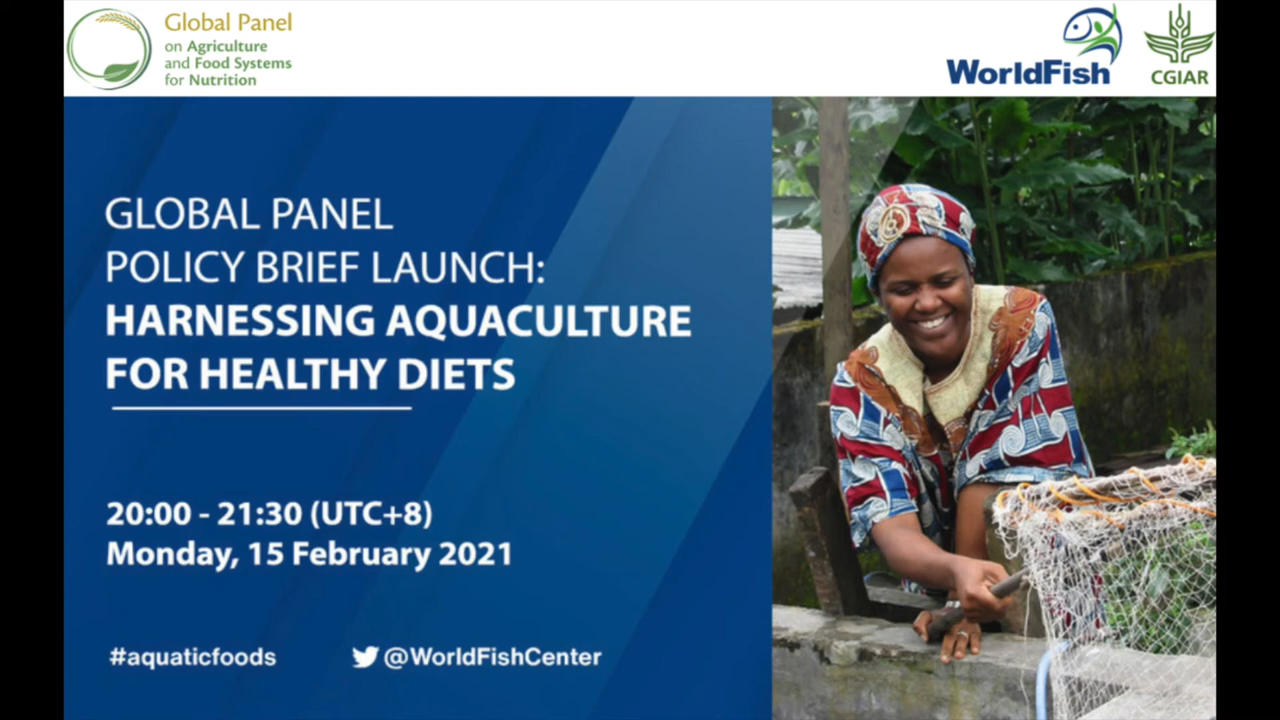 Global Panel
on Agriculture
and Food Systems
for Nutrition
WorldFish
CGIAR
GLOBAL PANEL
POLICY BRIEF LAUNCH:
HARNESSING AQUACULTURE
FOR HEALTHY DIETS
20:00 - 21:30 (UTC+8)
Monday, 15 February 2021
#aquaticfoods
@WorldFishCenter